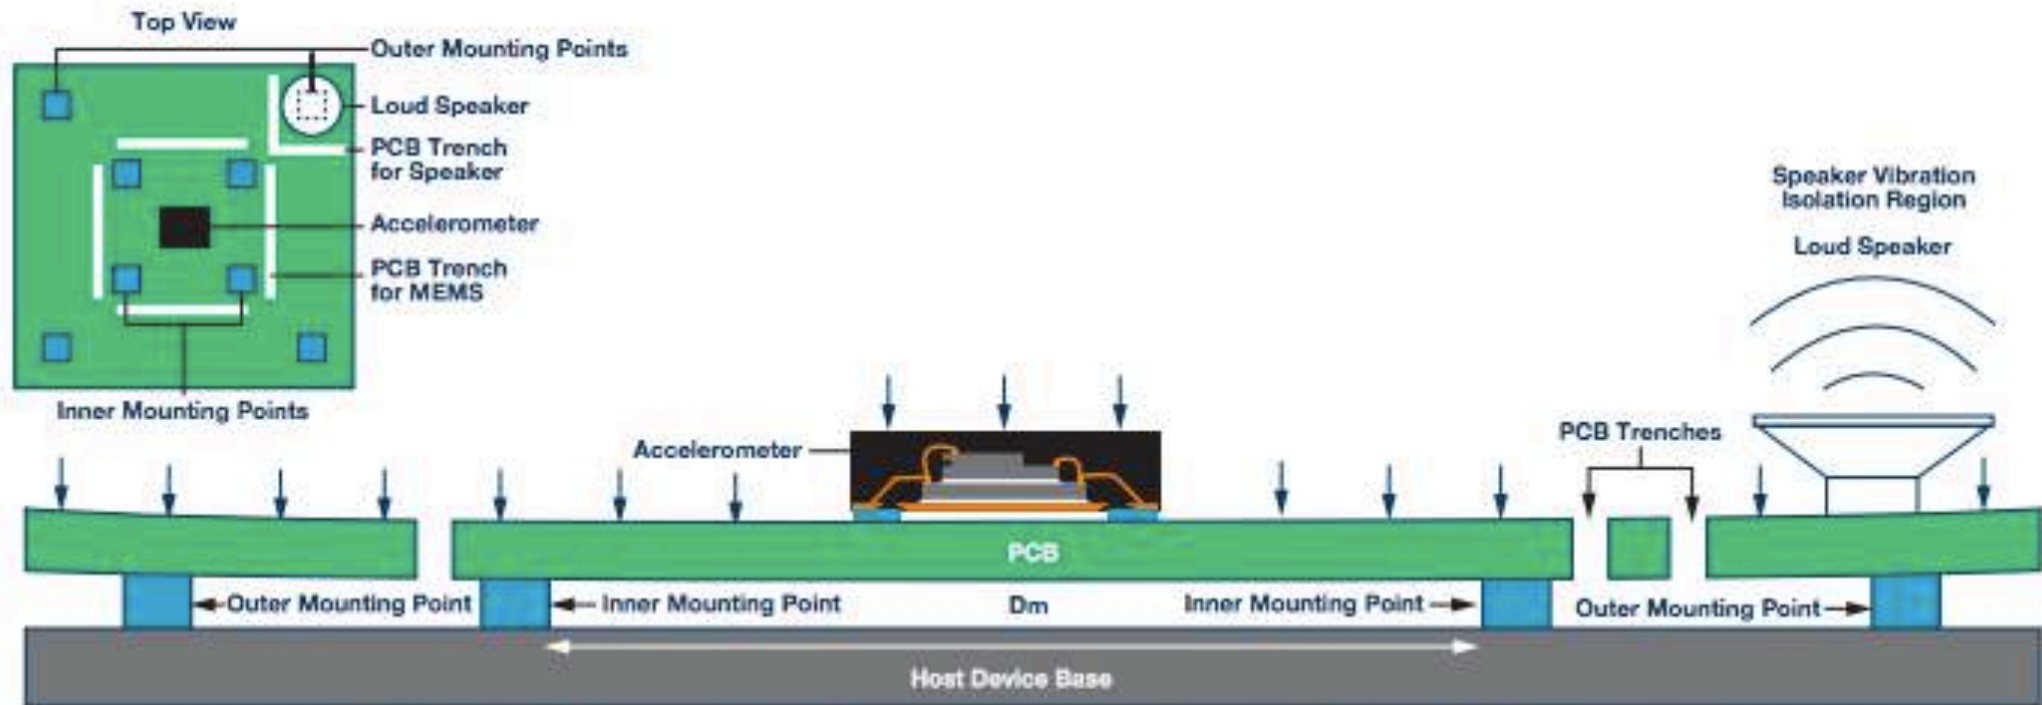 Top View
Outer Mounting Points
Loud Speaker
PCB Trench
for Speaker
Accelerometer
PCB Trench
for MEMS
Inner Mounting Points
Speaker Vibration
Isolation Region
Loud Speaker
Accelerometer
PCB Trenches
PCB
Outer Mounting Point
Inner Mounting Point
Dm
Inner Mounting Point
Outer Mounting Point
Host Device Base